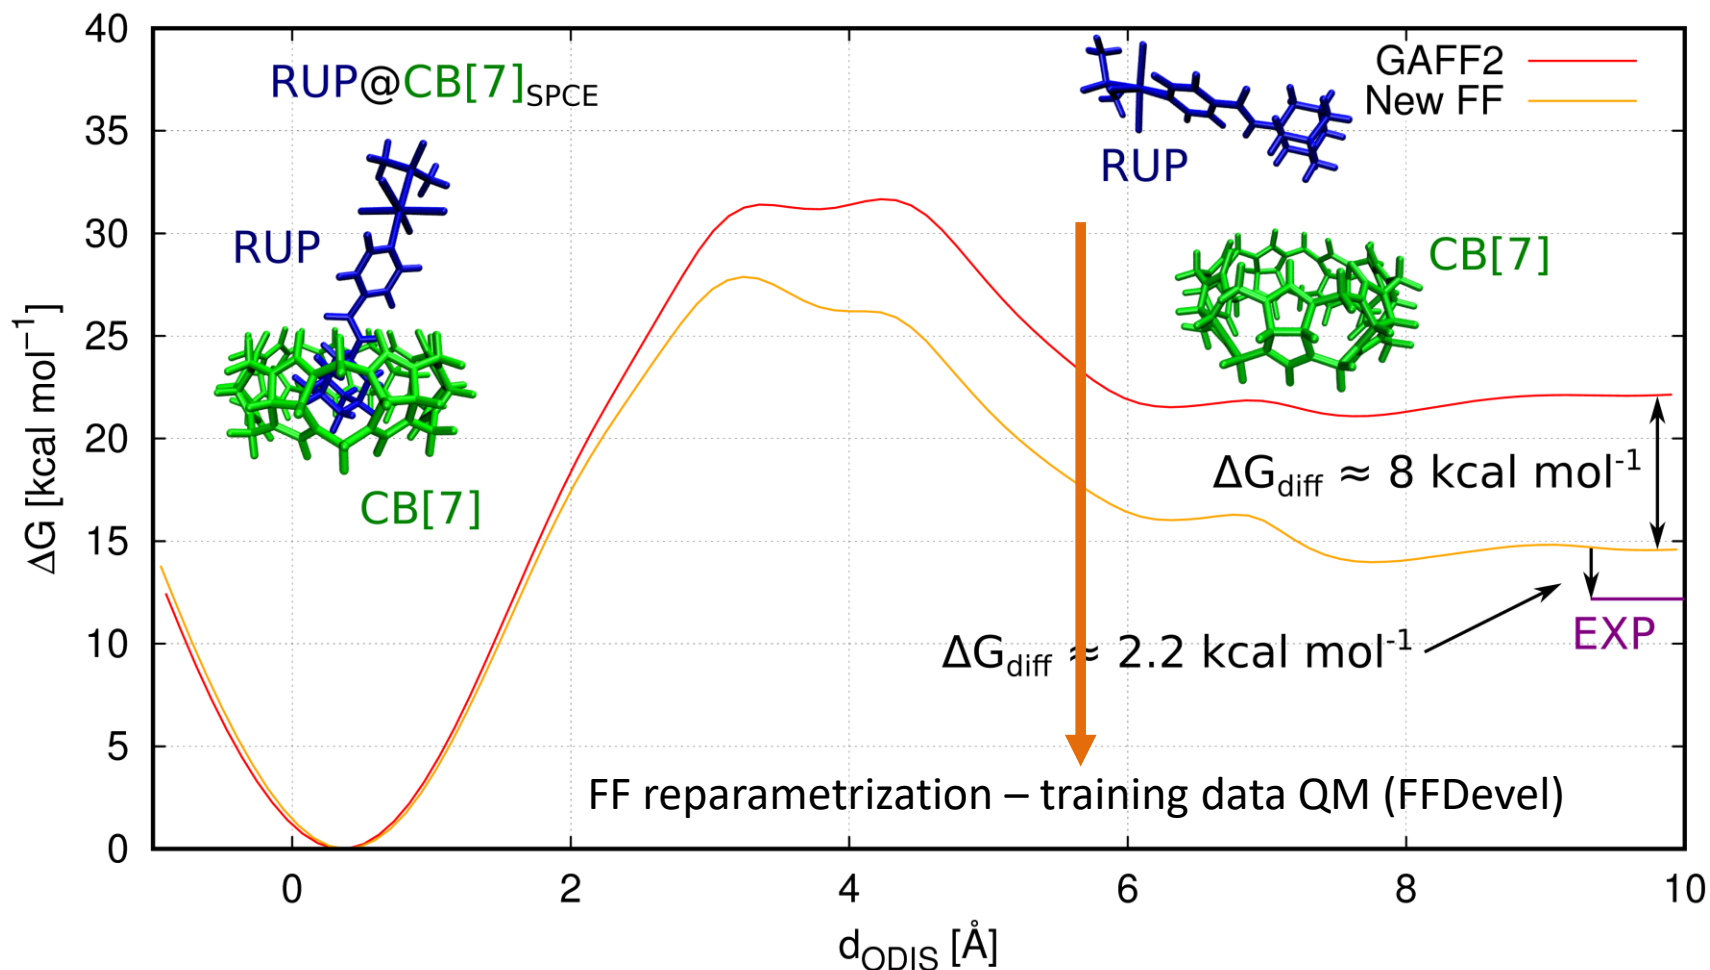 40
35
30
25
20
15
10
5
0
ΔG [kcal mol⁻¹]
RUP@CB[7]SPCE
RUP
CB[7]
RUP
CB[7]
GAFF2
New FF
ΔGdiff ≈ 8 kcal mol⁻¹
ΔGdiff ≈ 2.2 kcal mol⁻¹
EXP
FF reparametrization – training data QM (FFDevel)
0 2 4 6 8 10
dODIS [Å]